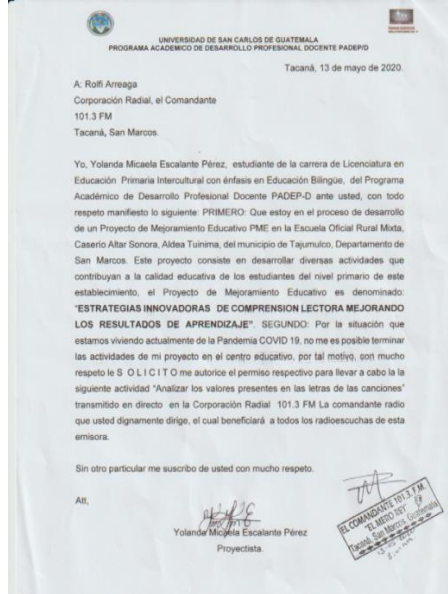 UNIVERSIDAD DE SAN CARLOS DE GUATEMALA
PROGRAMA ACADEMICO DE DESARROLLO PROFESIONAL DOCENTE PADEP/D
Tacaná, 13 de mayo de 2020.
A: Rolfi Arreaga
Corporación Radial, el Comandante
101.3 FM
Tacaná, San Marcos.
Yo, Yolanda Micaela Escalante Pérez, estudiante de la carrera de Licenciatura en
Educación Primaria Intercultural con énfasis en Educación Bilingüe, del Programa
Académico de Desarrollo Profesional Docente PADEP-D ante usted, con todo
respeto manifiesto lo siguiente: PRIMERO: Que estoy en el proceso de desarrollo
de un Proyecto de Mejoramiento Educativo PME en la Escuela Oficial Rural Mixta,
Caserío Altar Sonora, Aldea Tuinima, del municipio de Tajumulco, Departamento de
San Marcos. Este proyecto consiste en desarrollar diversas actividades que
contribuyan a la calidad educativa de los estudiantes del nivel primario de este
establecimiento, el Proyecto de Mejoramiento Educativo es denominado:
"ESTRATEGIAS INNOVADORAS DE COMPRENSION LECTORA MEJORANDO
LOS RESULTADOS DE APRENDIZAJE". SEGUNDO: Por la situación que
estamos viviendo actualmente de la Pandemia COVID 19, no me es posible terminar
las actividades de mi proyecto en el centro educativo, por tal motivo, con mucho
respeto le S O L I C I T O me autorice el permiso respectivo para llevar a cabo la la
siguiente actividad "Analizar los valores presentes en las letras de las canciones"
transmitido en directo en la Corporación Radial 101.3 FM La comandante radio
que usted dignamente dirige, el cual beneficiará a todos los radioescuchas de esta
emisora.
Sin otro particular me suscribo de usted con mucho respeto.
Att,
Yolanda Micaela Escalante Pérez
Proyectista.
EL COMANDANTE 101.3 F.M.
"EL MERO REY"
Tacaná, San Marcos, Guatemala